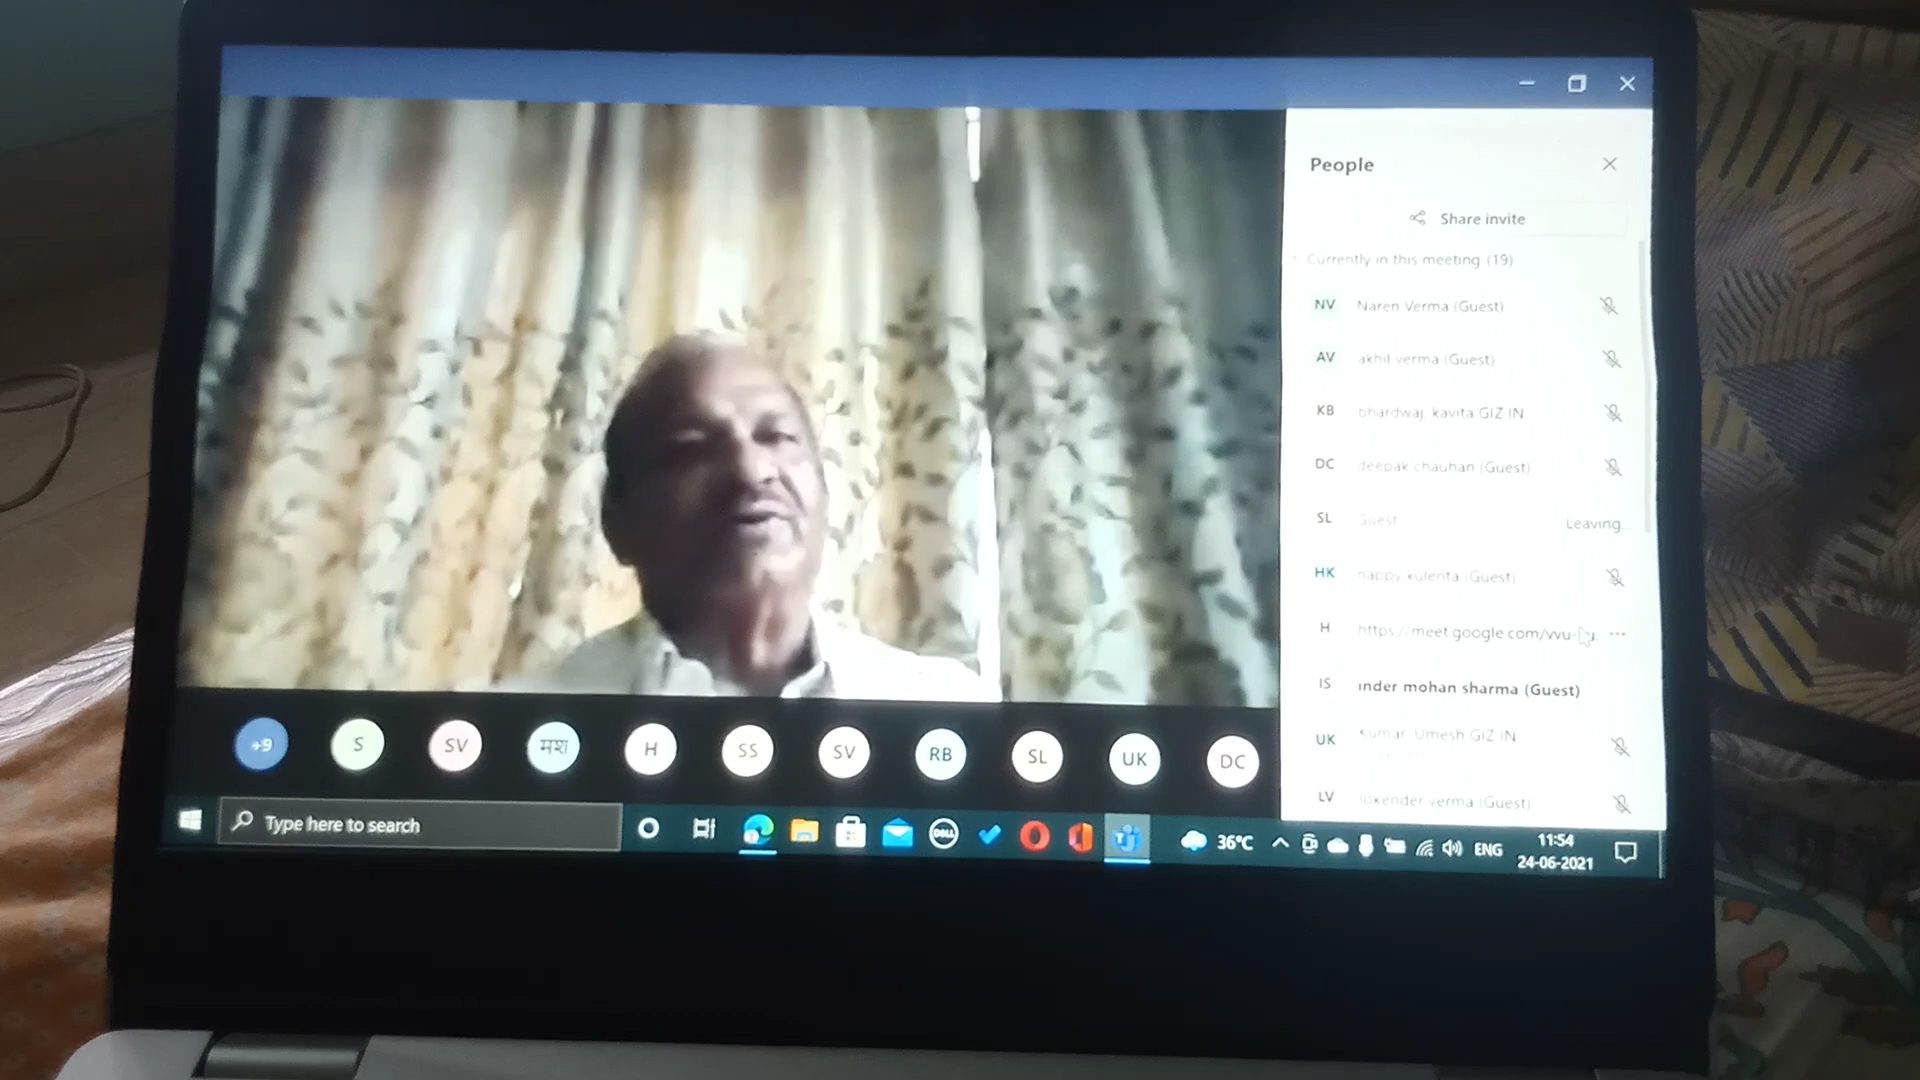 People
Share invite
Currently in this meeting (19)
NV Naren Verma (Guest)
AV akhil verma (Guest)
KB bhardwaj, kavita GIZ IN
DC deepak chauhan (Guest)
SL Guest Leaving...
HK happy kulenta (Guest)
H https://meet.google.com/vvu-
IS inder mohan sharma (Guest)
UK Kumar, Umesh GIZ IN
LV lokender verma (Guest)
+9 S SV मश H SS SV RB SL UK DC
Type here to search
DELL
36°C ENG 11:54
24-06-2021